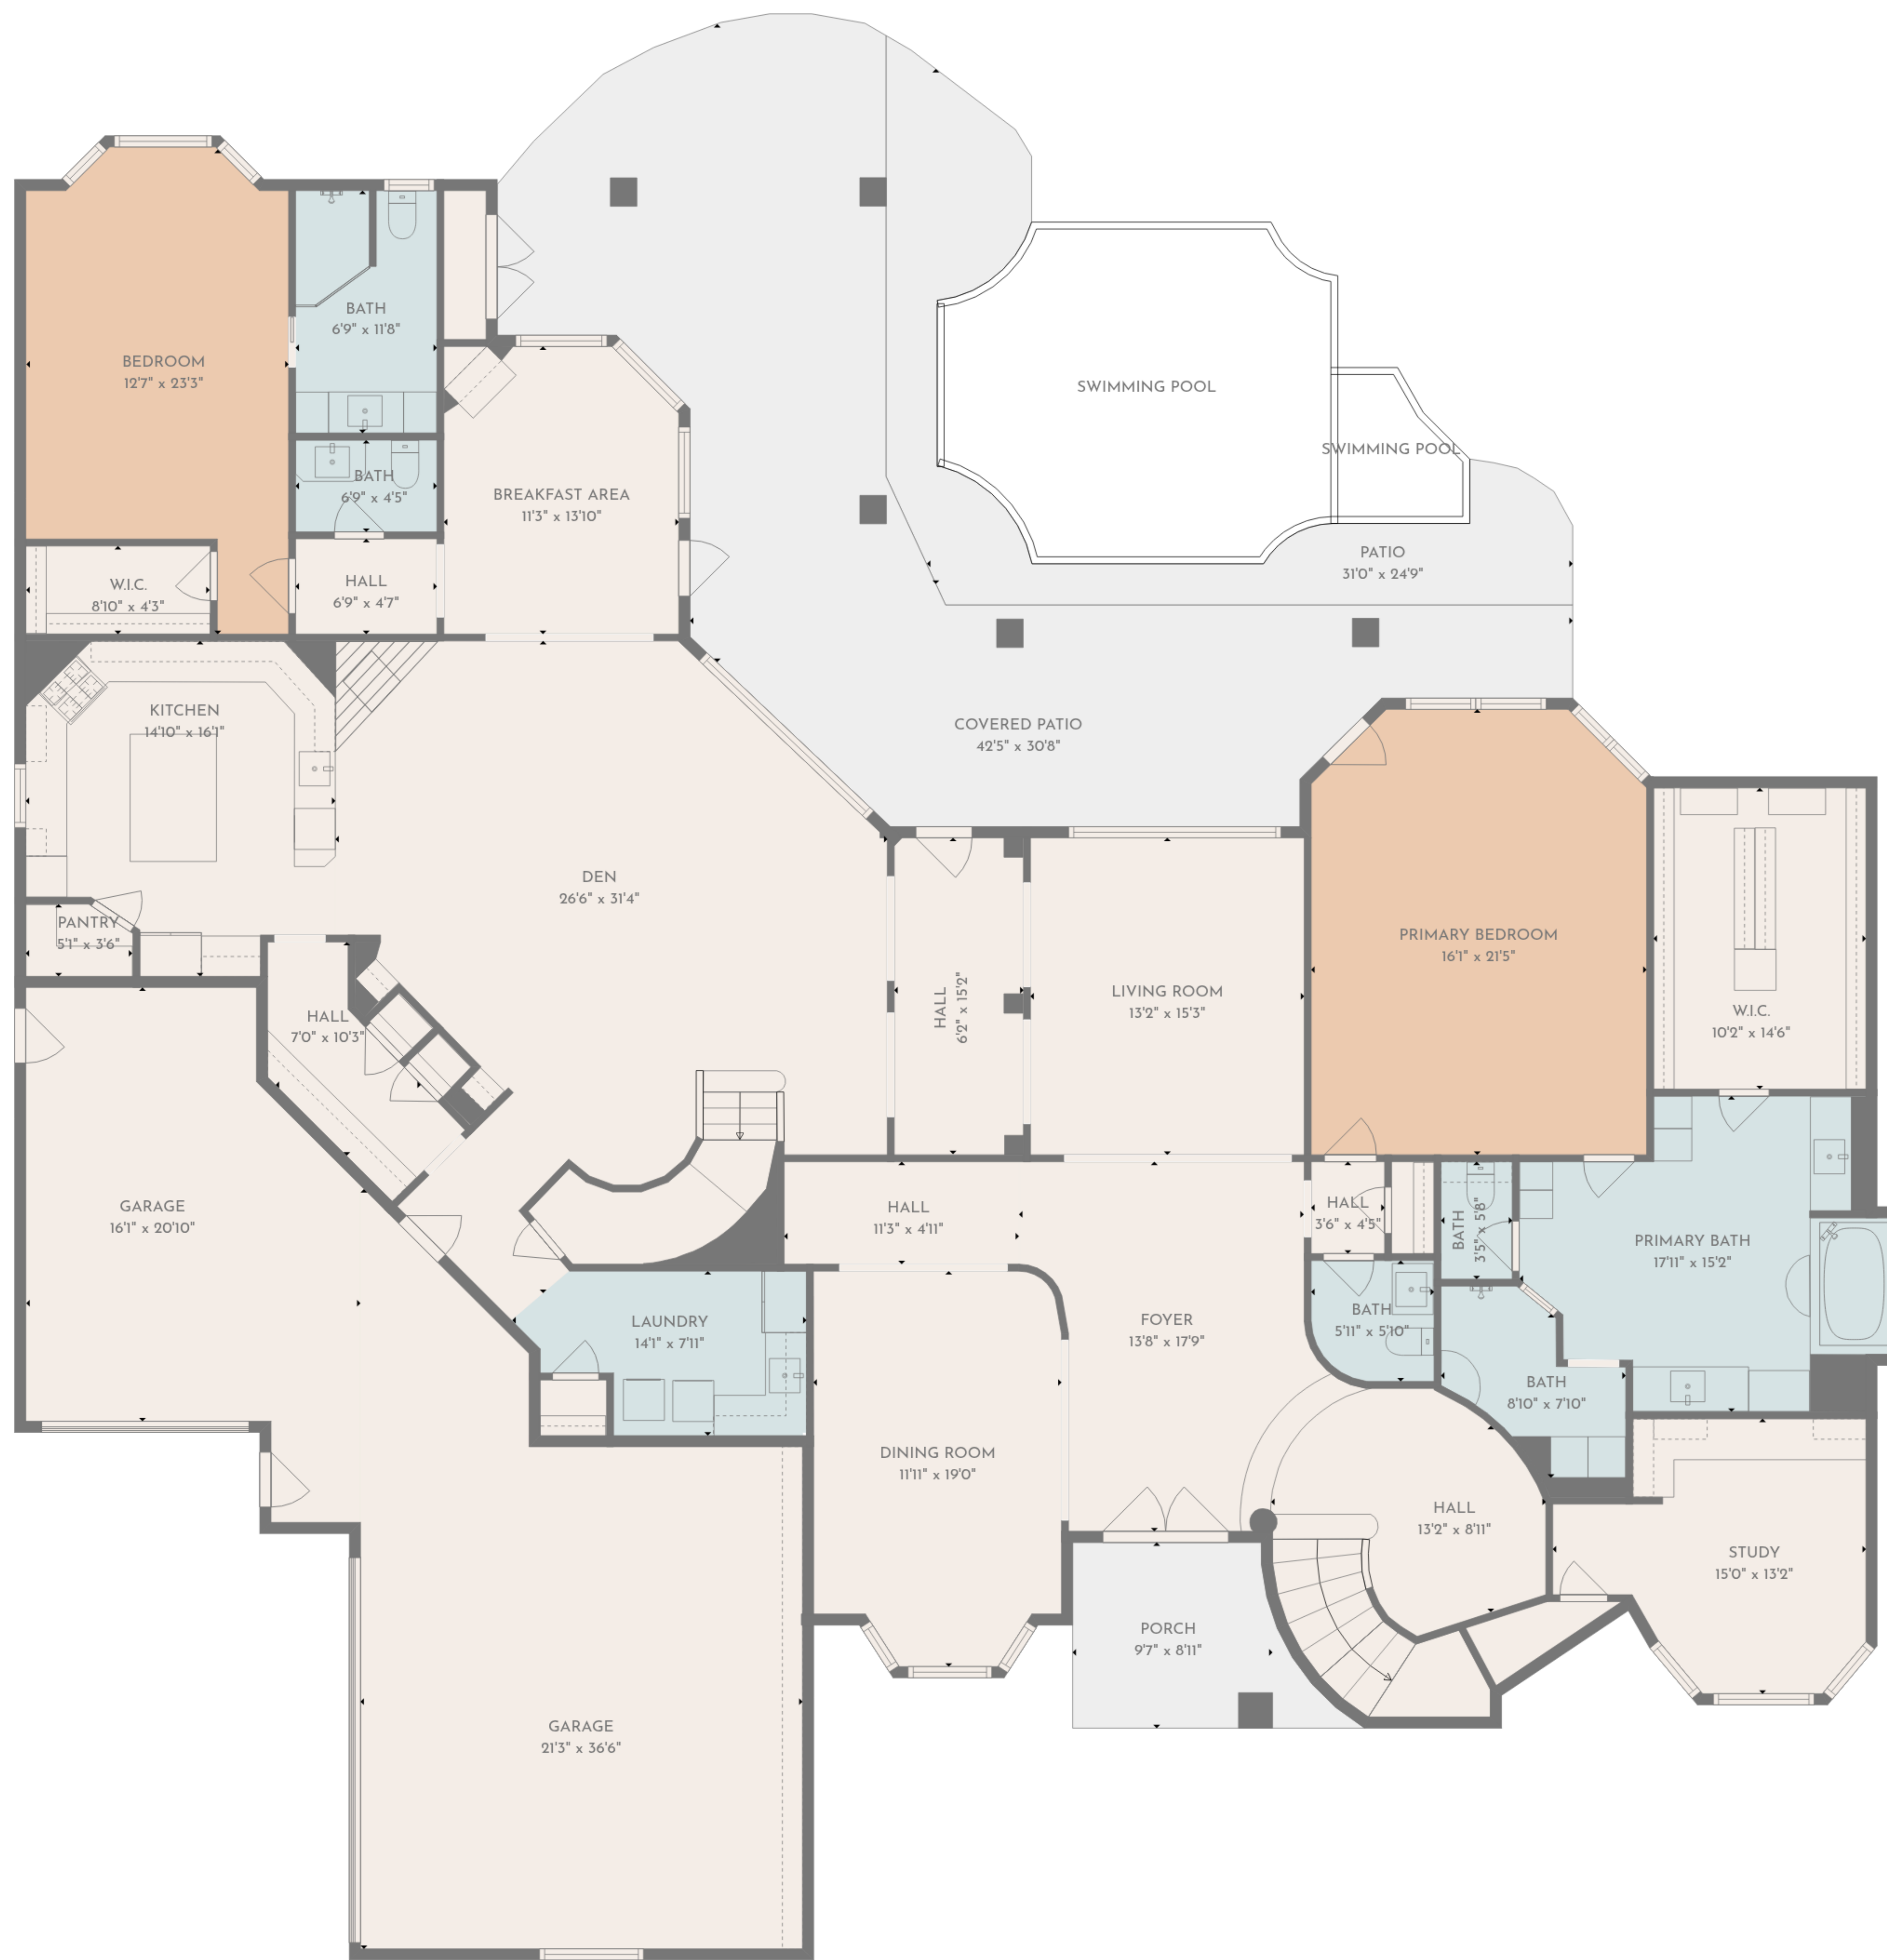 BATH
6'9" x 11'8"
BEDROOM
12'7" x 23'3"
SWIMMING POOL
SWIMMING POOL
BATH
6'9" x 4'5"
BREAKFAST AREA
11'3" x 13'10"
PATIO
31'0" x 24'9"
W.I.C.
8'10" x 4'3"
HALL
6'9" x 4'7"
KITCHEN
14'10" x 16'1"
COVERED PATIO
42'5" x 30'8"
DEN
26'6" x 31'4"
PANTRY
5'1" x 3'6"
PRIMARY BEDROOM
16'1" x 21'5"
HALL
7'0" x 10'3"
HALL
6'2" x 15'2"
LIVING ROOM
13'2" x 15'3"
W.I.C.
10'2" x 14'6"
GARAGE
16'1" x 20'10"
HALL
11'3" x 4'11"
HALL
3'6" x 4'5"
BATH
3'5" x 5'8"
PRIMARY BATH
17'11" x 15'2"
LAUNDRY
14'1" x 7'11"
FOYER
13'8" x 17'9"
BATH
5'11" x 5'10"
BATH
8'10" x 7'10"
DINING ROOM
11'11" x 19'0"
HALL
13'2" x 8'11"
STUDY
15'0" x 13'2"
PORCH
9'7" x 8'11"
GARAGE
21'3" x 36'6"